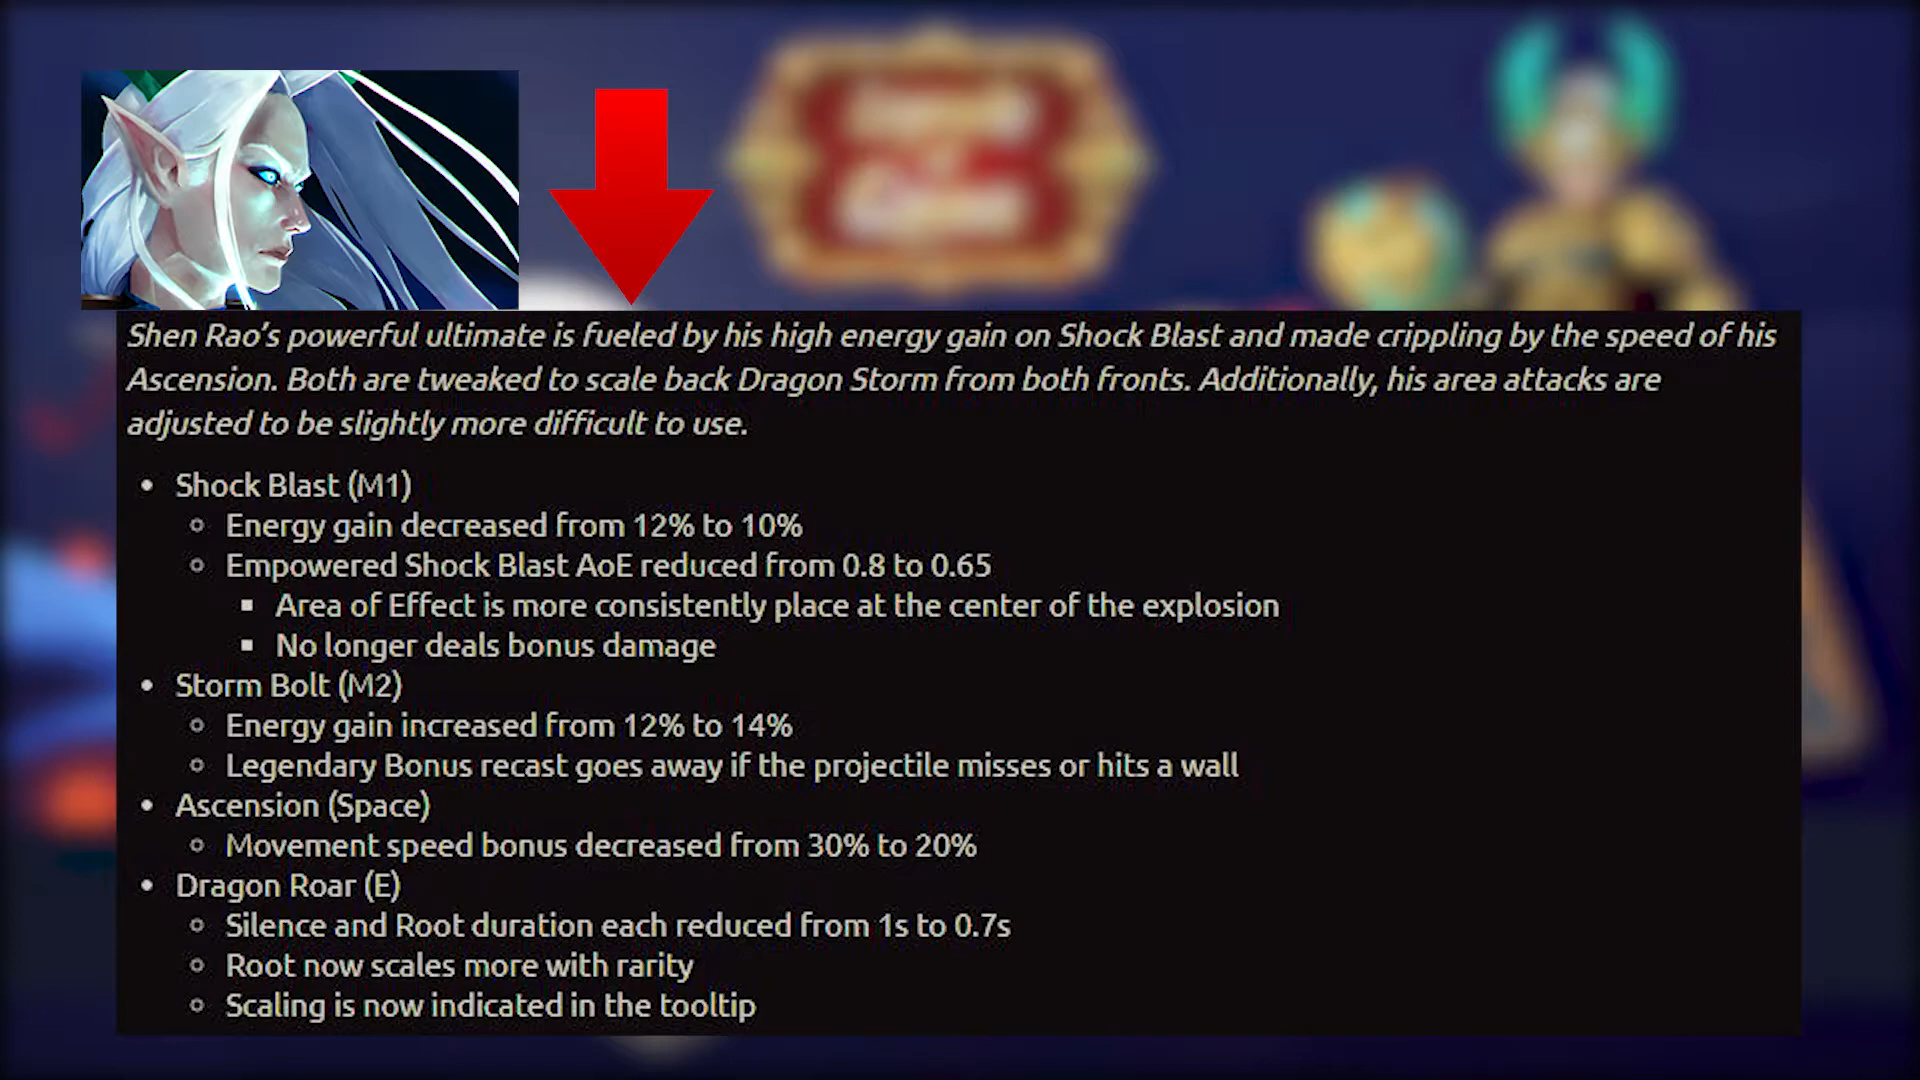 Shen Rao's powerful ultimate is fueled by his high energy gain on Shock Blast and made crippling by the speed of his
Ascension. Both are tweaked to scale back Dragon Storm from both fronts. Additionally, his area attacks are
adjusted to be slightly more difficult to use.
• Shock Blast (M1)
◦ Energy gain decreased from 12% to 10%
◦ Empowered Shock Blast AoE reduced from 0.8 to 0.65
▪ Area of Effect is more consistently place at the center of the explosion
▪ No longer deals bonus damage
• Storm Bolt (M2)
◦ Energy gain increased from 12% to 14%
◦ Legendary Bonus recast goes away if the projectile misses or hits a wall
• Ascension (Space)
◦ Movement speed bonus decreased from 30% to 20%
• Dragon Roar (E)
◦ Silence and Root duration each reduced from 1s to 0.7s
◦ Root now scales more with rarity
◦ Scaling is now indicated in the tooltip